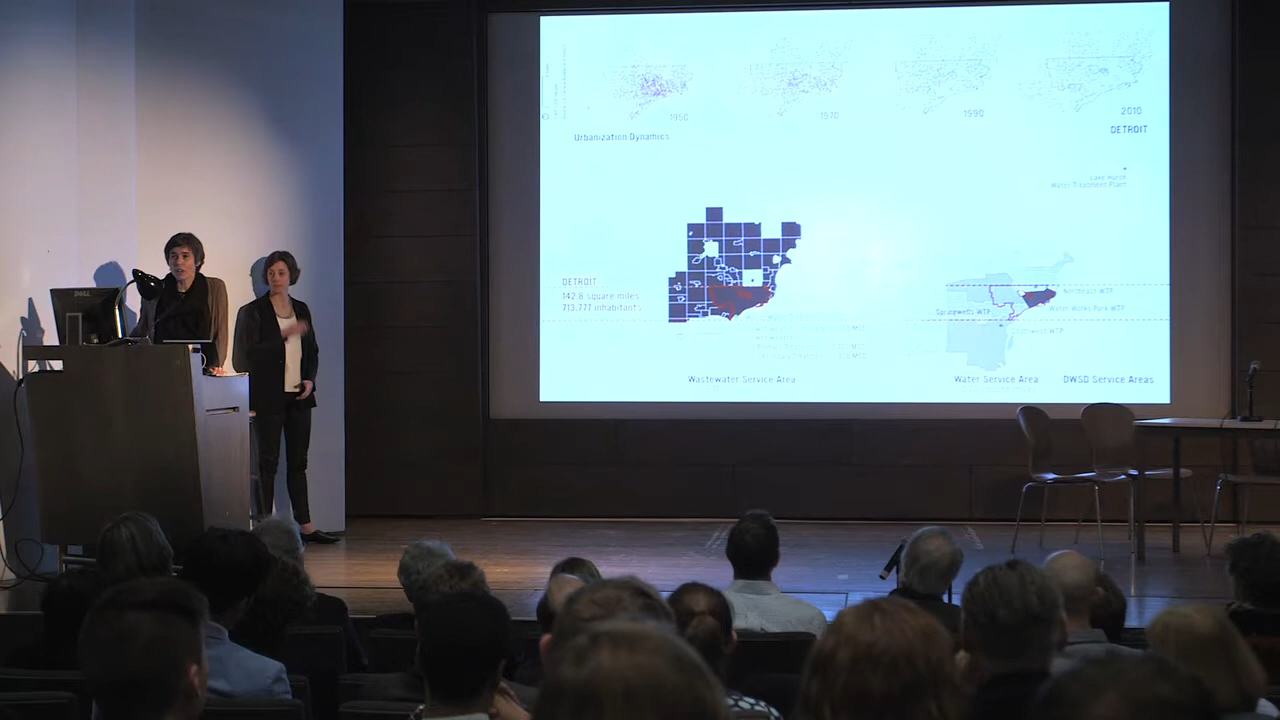 1950
1970
1990
2010
Urbanization Dynamics
DETROIT
Lake Huron
Water Treatment Plant
DETROIT
142.8 square miles
713,777 inhabitants
Northeast WTP
Springwells WTP
Water Works Park WTP
Southwest WTP
Wastewater Service Area
Water Service Area
DWSD Service Areas
DELL